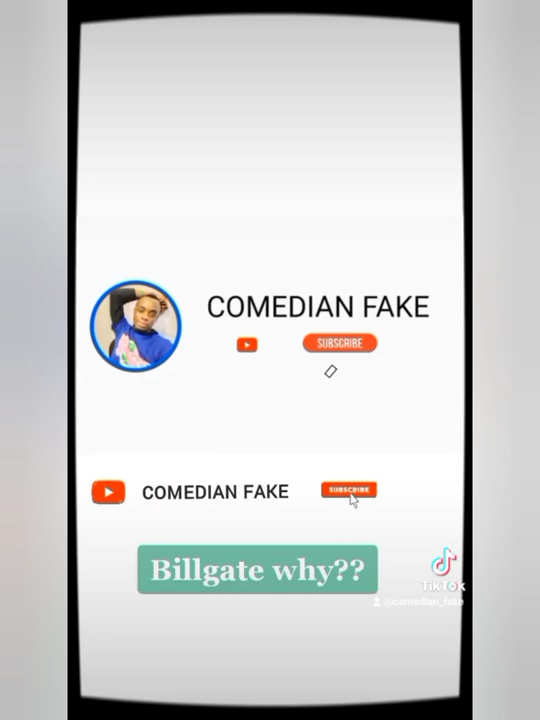 COMEDIAN FAKE
SUBSCRIBE
COMEDIAN FAKE
SUBSCRIBE
Billgate why??
TikTok
@comedian_fake